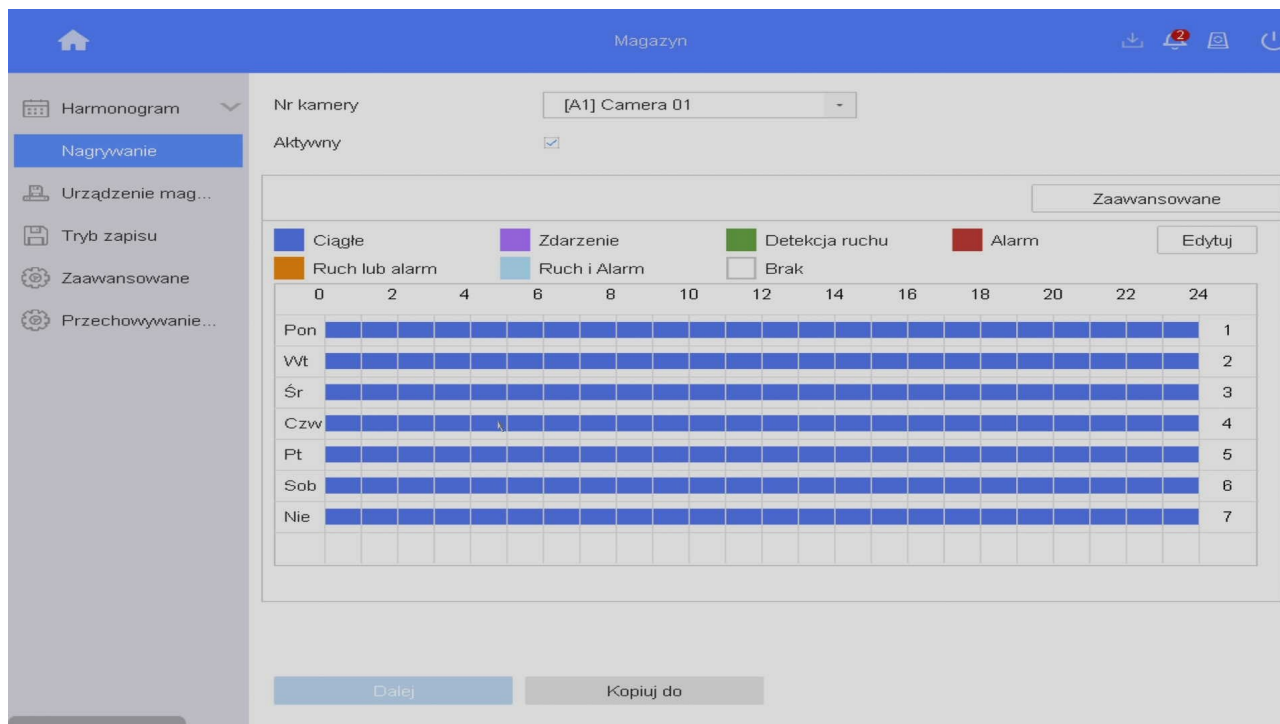 Magazyn
2
Harmonogram
Nagrywanie
Urządzenie mag...
Tryb zapisu
Zaawansowane
Przechowywanie...
Nr kamery [A1] Camera 01
Aktywny
Zaawansowane
Ciągłe Zdarzenie Detekcja ruchu Alarm Edytuj
Ruch lub alarm Ruch i Alarm Brak
0 2 4 6 8 10 12 14 16 18 20 22 24
Pon 1
Wt 2
Śr 3
Czw 4
Pt 5
Sob 6
Nie 7
Dalej Kopiuj do